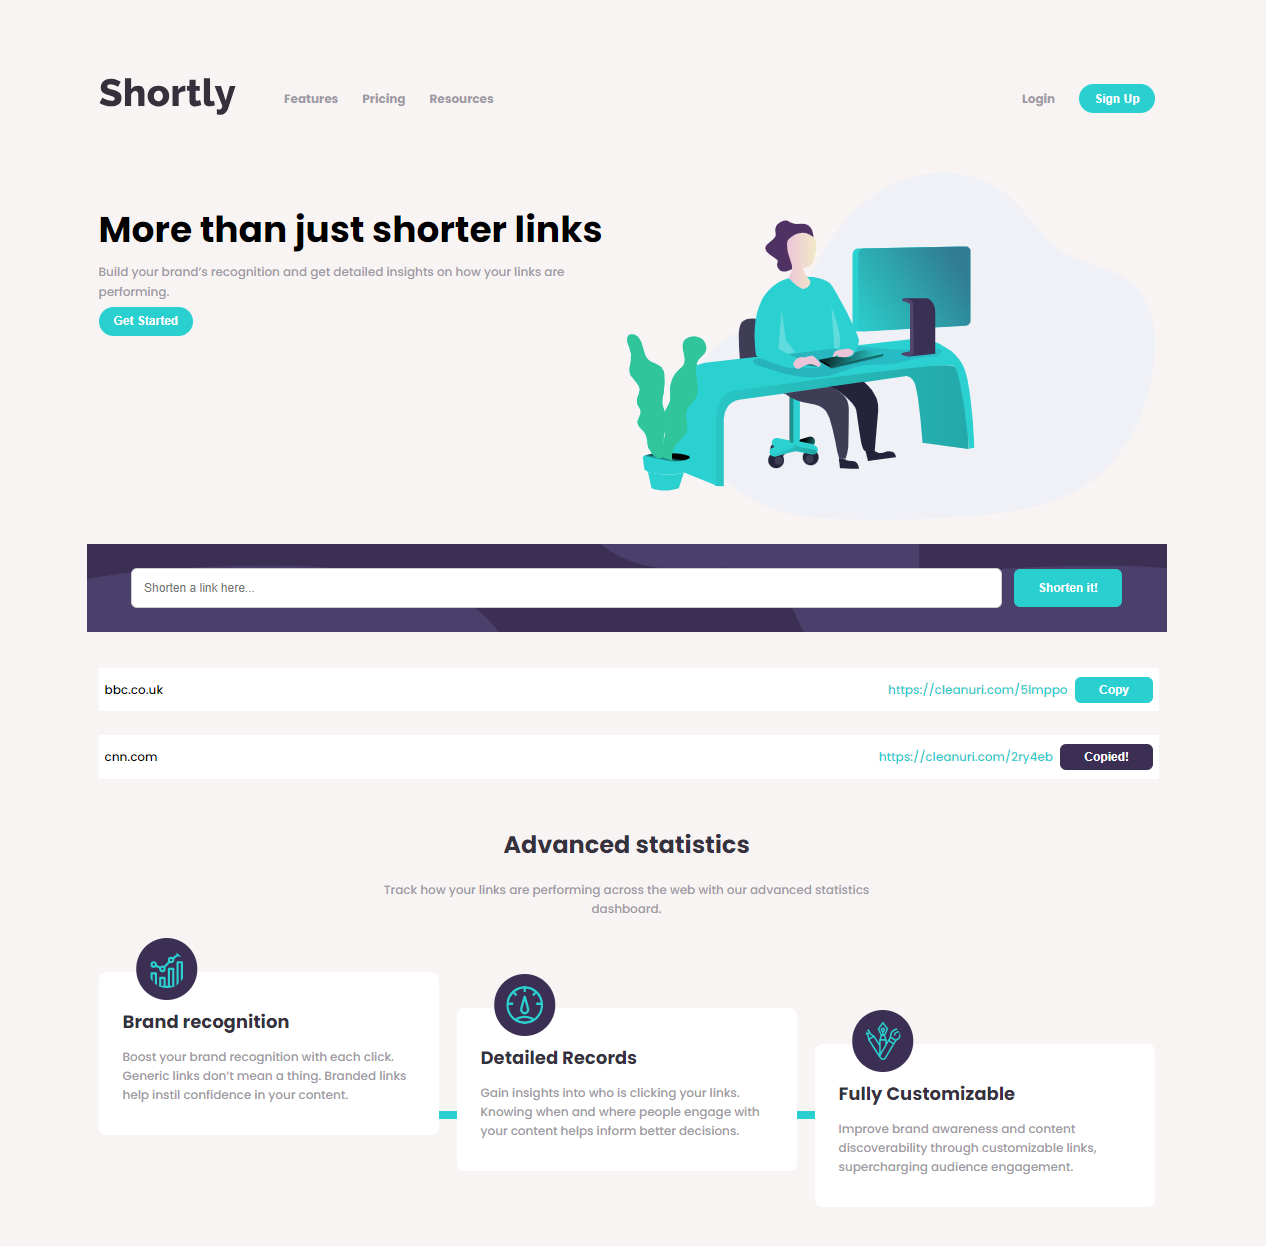 Shortly
Features Pricing Resources
Login
Sign Up
More than just shorter links
Build your brand’s recognition and get detailed insights on how your links are
performing.
Get Started
Shorten a link here...
Shorten it!
bbc.co.uk
https://cleanuri.com/5lmppo
Copy
cnn.com
https://cleanuri.com/2ry4eb
Copied!
Advanced statistics
Track how your links are performing across the web with our advanced statistics
dashboard.
Brand recognition
Boost your brand recognition with each click.
Generic links don’t mean a thing. Branded links
help instil confidence in your content.
Detailed Records
Gain insights into who is clicking your links.
Knowing when and where people engage with
your content helps inform better decisions.
Fully Customizable
Improve brand awareness and content
discoverability through customizable links,
supercharging audience engagement.